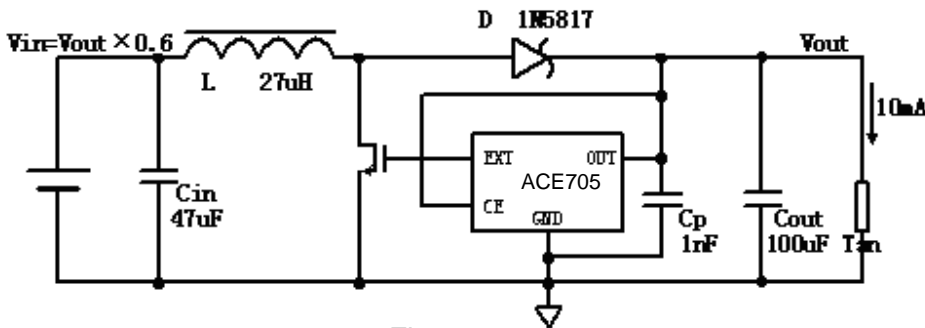 D 1N5817
Vin=Vout×0.6
Vout
L 27uH
10mA
EXT OUT
ACE705
CE
GND
Cin
47uF
Cp
1nF
Cout
100uF
Tan